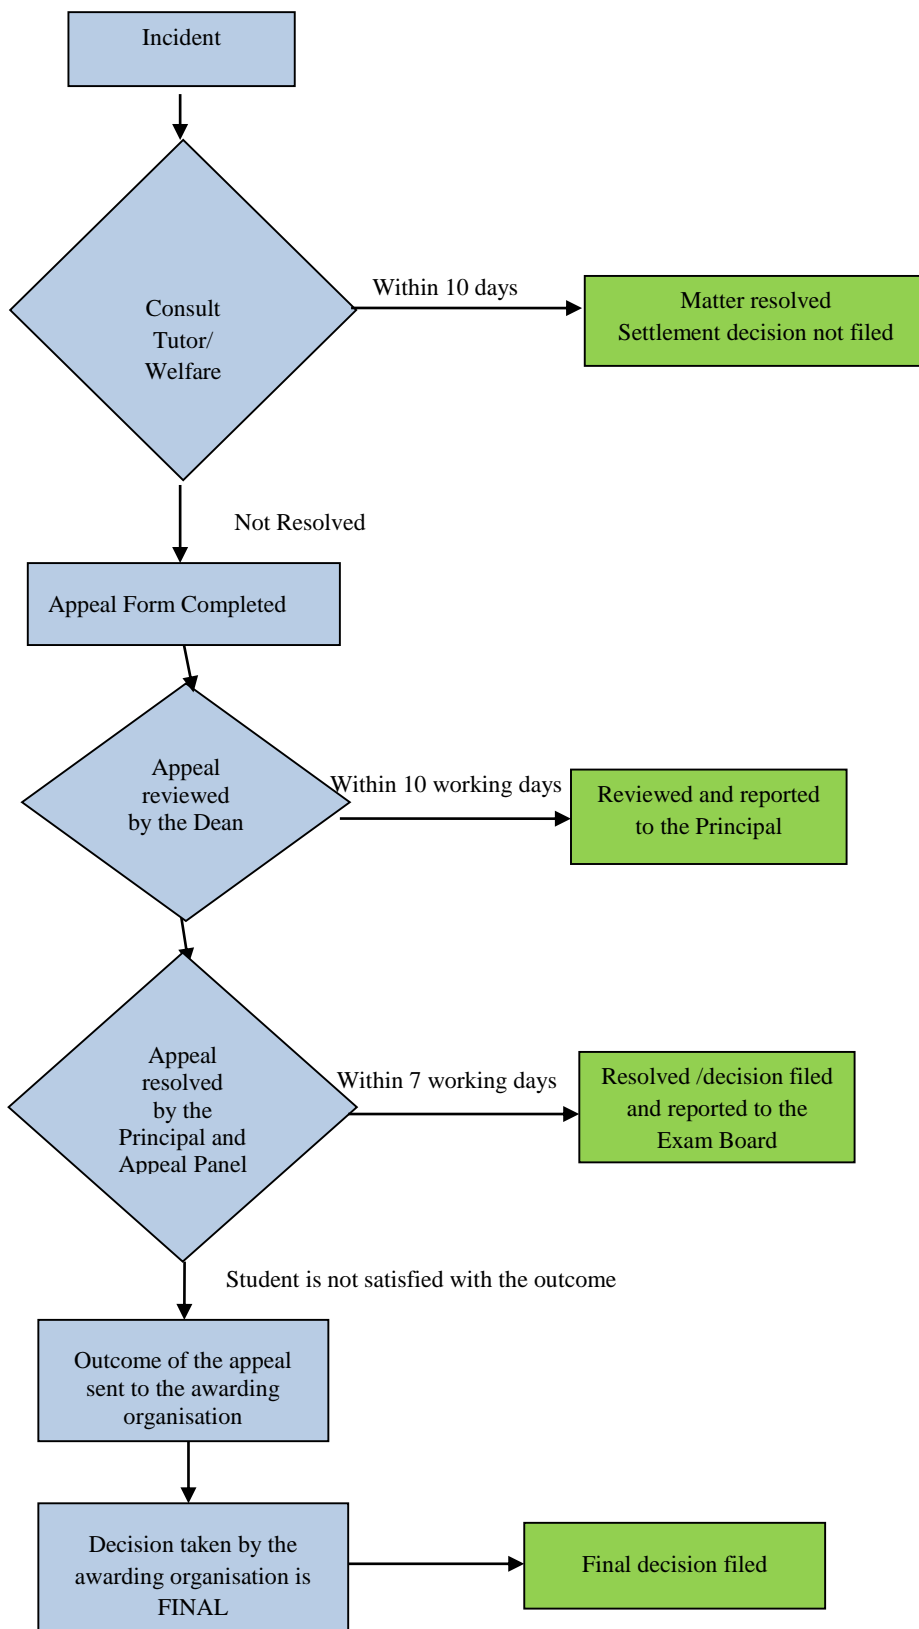 Incident
Within 10 days
Consult
Tutor/
Welfare
Matter resolved
Settlement decision not filed
Not Resolved
Appeal Form Completed
Appeal
reviewed
by the Dean
Within 10 working days
Reviewed and reported
to the Principal
Appeal
resolved
by the
Principal and
Appeal Panel
Within 7 working days
Resolved /decision filed
and reported to the
Exam Board
Student is not satisfied with the outcome
Outcome of the appeal
sent to the awarding
organisation
Decision taken by the
awarding organisation is
FINAL
Final decision filed